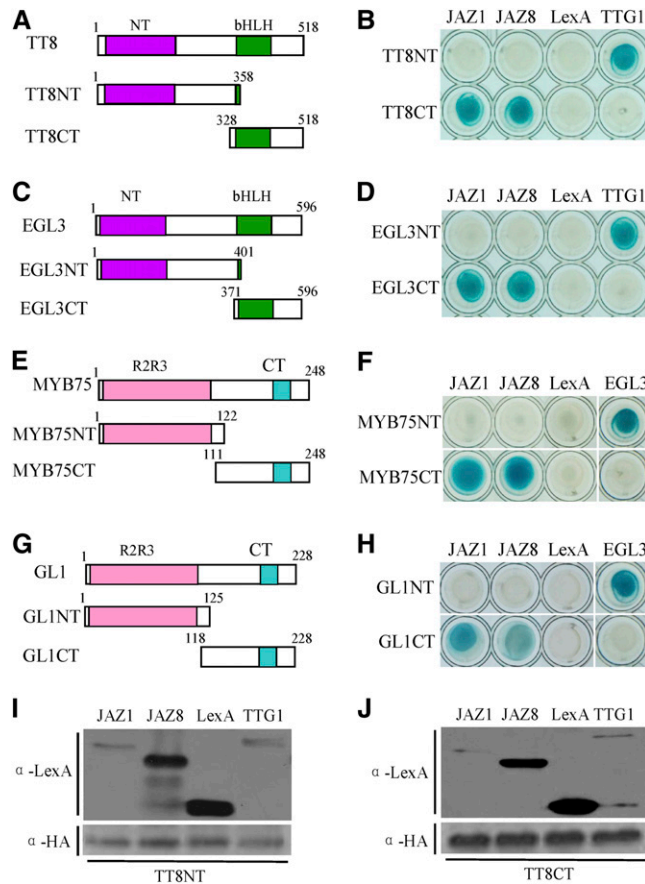 A
NT bHLH
1 518
TT8
1 358
TT8NT
328 518
TT8CT
B
JAZ1 JAZ8 LexA TTG1
TT8NT
TT8CT
C
NT bHLH
1 596
EGL3
1 401
EGL3NT
371 596
EGL3CT
D
JAZ1 JAZ8 LexA TTG1
EGL3NT
EGL3CT
E
R2R3 CT
1 248
MYB75
1 122
MYB75NT
111 248
MYB75CT
F
JAZ1 JAZ8 LexA EGL3
MYB75NT
MYB75CT
G
R2R3 CT
1 228
GL1
1 125
GL1NT
118 228
GL1CT
H
JAZ1 JAZ8 LexA EGL3
GL1NT
GL1CT
I
JAZ1 JAZ8 LexA TTG1
α-LexA
α-HA
TT8NT
J
JAZ1 JAZ8 LexA TTG1
α-LexA
α-HA
TT8CT